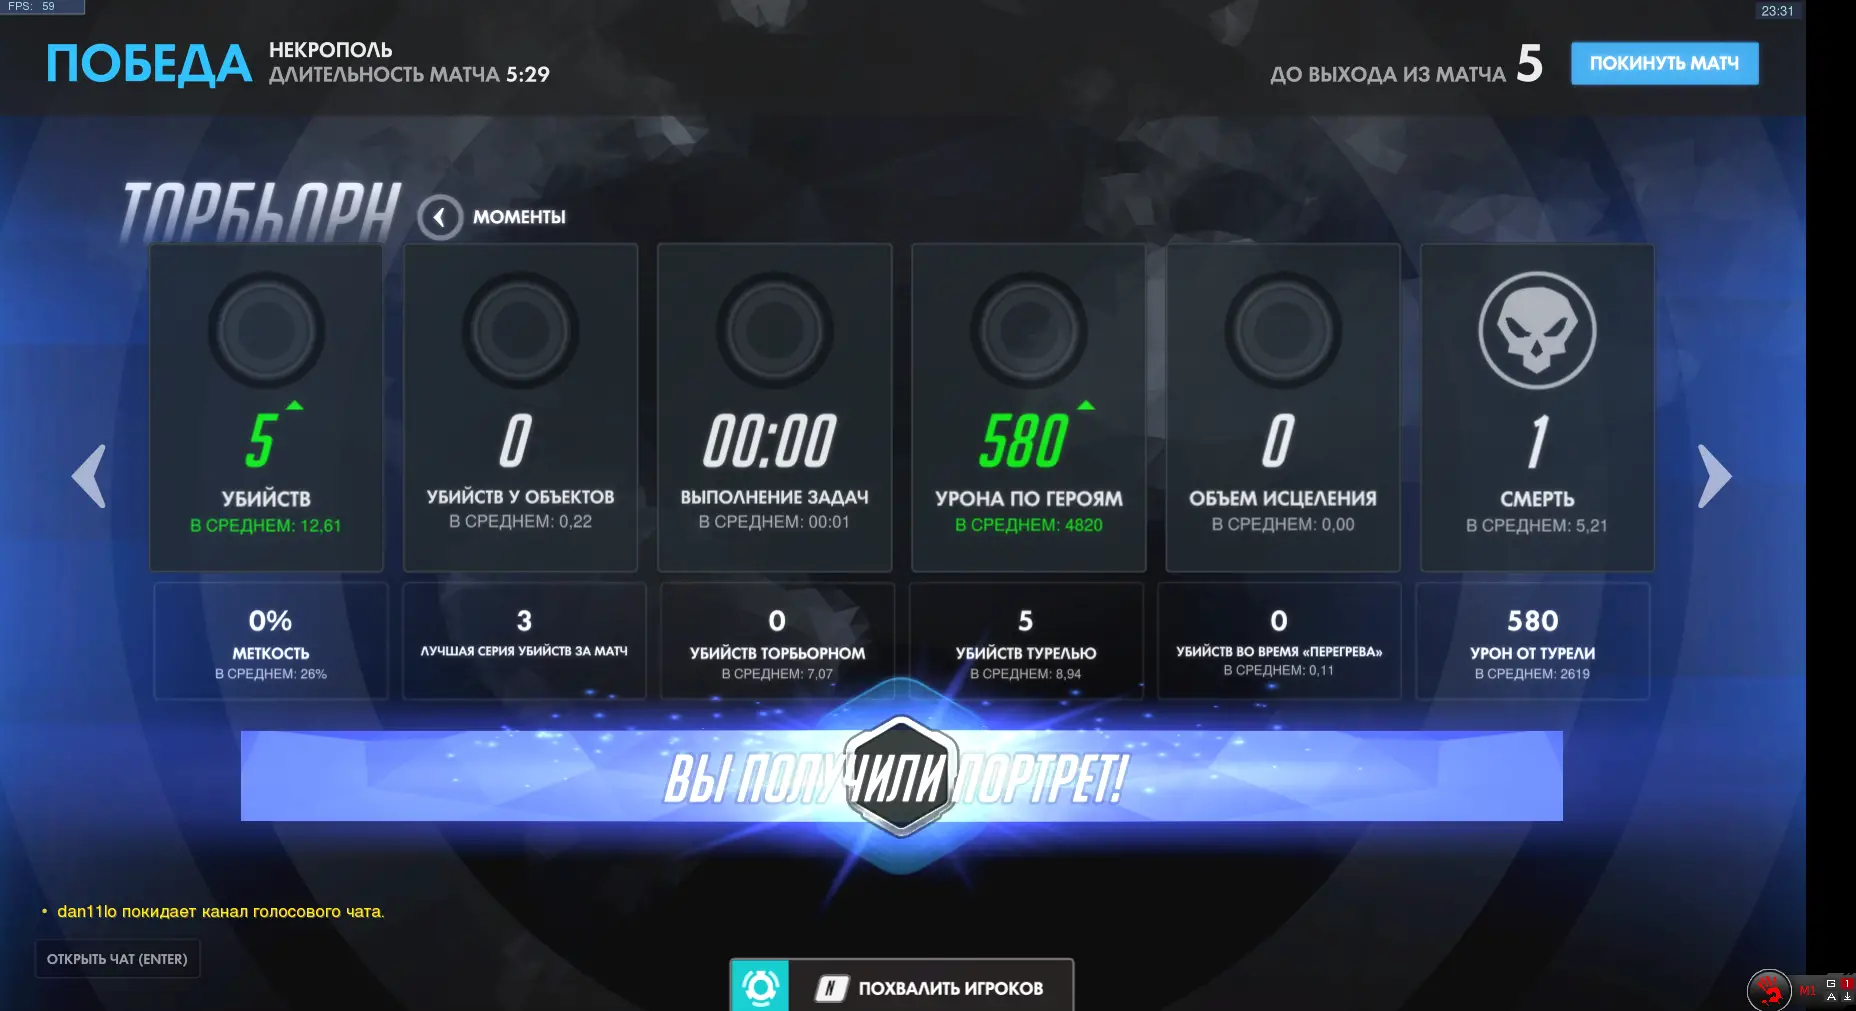 FPS: 59
23:31
ПОБЕДА
НЕКРОПОЛЬ
ДЛИТЕЛЬНОСТЬ МАТЧА 5:29
ДО ВЫХОДА ИЗ МАТЧА 5
ПОКИНУТЬ МАТЧ
ТОРБЬОРН
МОМЕНТЫ
5
УБИЙСТВ
В СРЕДНЕМ: 12,61
0
УБИЙСТВ У ОБЪЕКТОВ
В СРЕДНЕМ: 0,22
00:00
ВЫПОЛНЕНИЕ ЗАДАЧ
В СРЕДНЕМ: 00:01
580
УРОНА ПО ГЕРОЯМ
В СРЕДНЕМ: 4820
0
ОБЪЕМ ИСЦЕЛЕНИЯ
В СРЕДНЕМ: 0,00
1
СМЕРТЬ
В СРЕДНЕМ: 5,21
0%
МЕТКОСТЬ
В СРЕДНЕМ: 26%
3
ЛУЧШАЯ СЕРИЯ УБИЙСТВ ЗА МАТЧ
0
УБИЙСТВ ТОРБЬОРНОМ
В СРЕДНЕМ: 7,07
5
УБИЙСТВ ТУРЕЛЬЮ
В СРЕДНЕМ: 8,94
0
УБИЙСТВ ВО ВРЕМЯ «ПЕРЕГРЕВА»
В СРЕДНЕМ: 0,11
580
УРОН ОТ ТУРЕЛИ
В СРЕДНЕМ: 2619
ВЫ ПОЛУЧИЛИ ПОРТРЕТ!
• dan11lo покидает канал голосового чата.
ОТКРЫТЬ ЧАТ (ENTER)
N ПОХВАЛИТЬ ИГРОКОВ
M1
G 1
A